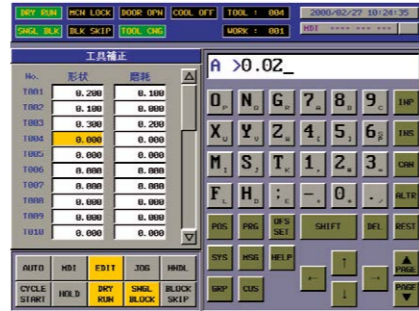 DRY RUN MCN LOCK DOOR OPN COOL OFF TOOL : 004 2000/02/27 10:24:35
SNGL BLK BLK SKIP TOOL CHG WORK : 001 MDI ---- --- --- -
工具補正
No. 形状 磨耗
T001 0.200 0.100
T002 0.100 0.000
T003 0.300 0.200
T004 0.000 0.000
T005 0.000 0.000
T006 0.000 0.000
T007 0.000 0.000
T008 0.000 0.000
T009 0.000 0.000
T010 0.000 0.000
AUTO MDI EDIT JOG HNDL
CYCLE START HOLD DRY RUN SNGL BLOCK BLOCK SKIP
A >0.02_
O P N Q G R 7 A 8 B 9 C INP
X U Y V Z W 4 [ 5 ] 6 INS
M I S J T K 1 , 2 3 CAN
F L H D ; E - 0 . / ALTR
POS PRG OFS SET SHIFT DEL REST
SYS MSG HELP ← ↑ → PAGE
GRP CUS ↓ PAGE